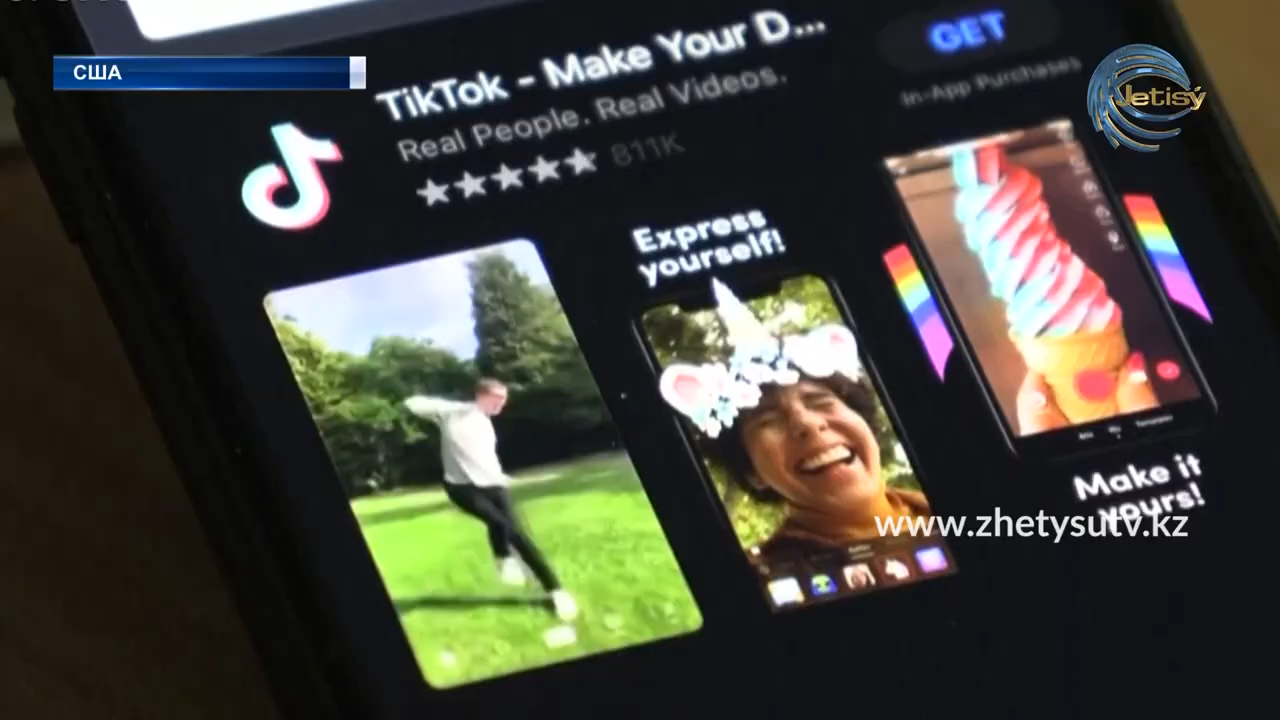 США
TikTok - Make Your D...
Real People. Real Videos.
811K
GET
In-App Purchases
Jetisý
Express
yourself!
Make it
yours!
www.zhetysutv.kz